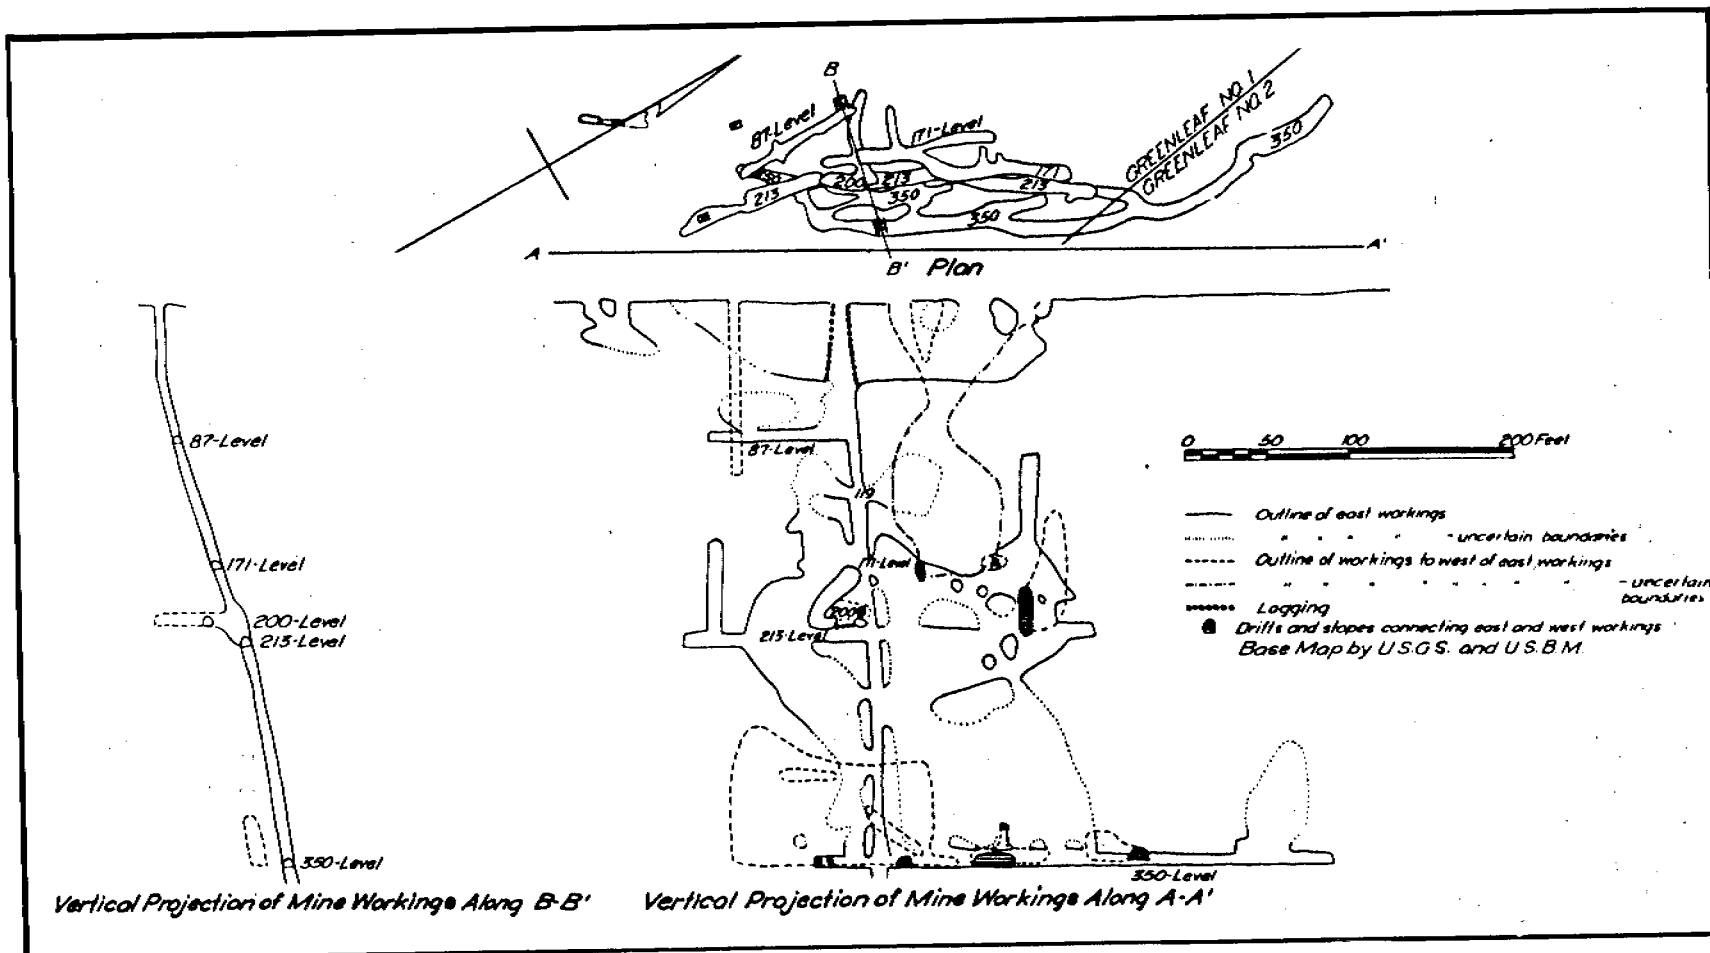 B
87-Level
171-Level
GREENLEAF NO. 1
GREENLEAF NO. 2
350
171
213
200
213
213
350
350
A
A'
B'
Plan
87-Level
171-Level
200-Level
213-Level
350-Level
87-Level
119
171-Level
200
213-Level
350-Level
0 50 100 200 Feet
Outline of east workings
" " " " - uncertain boundaries
Outline of workings to west of east workings
" " " " " " " - uncertain boundaries
Lagging
Drifts and stopes connecting east and west workings
Base Map by U.S.G.S. and U.S.B.M.
Vertical Projection of Mine Workings Along B-B'
Vertical Projection of Mine Workings Along A-A'